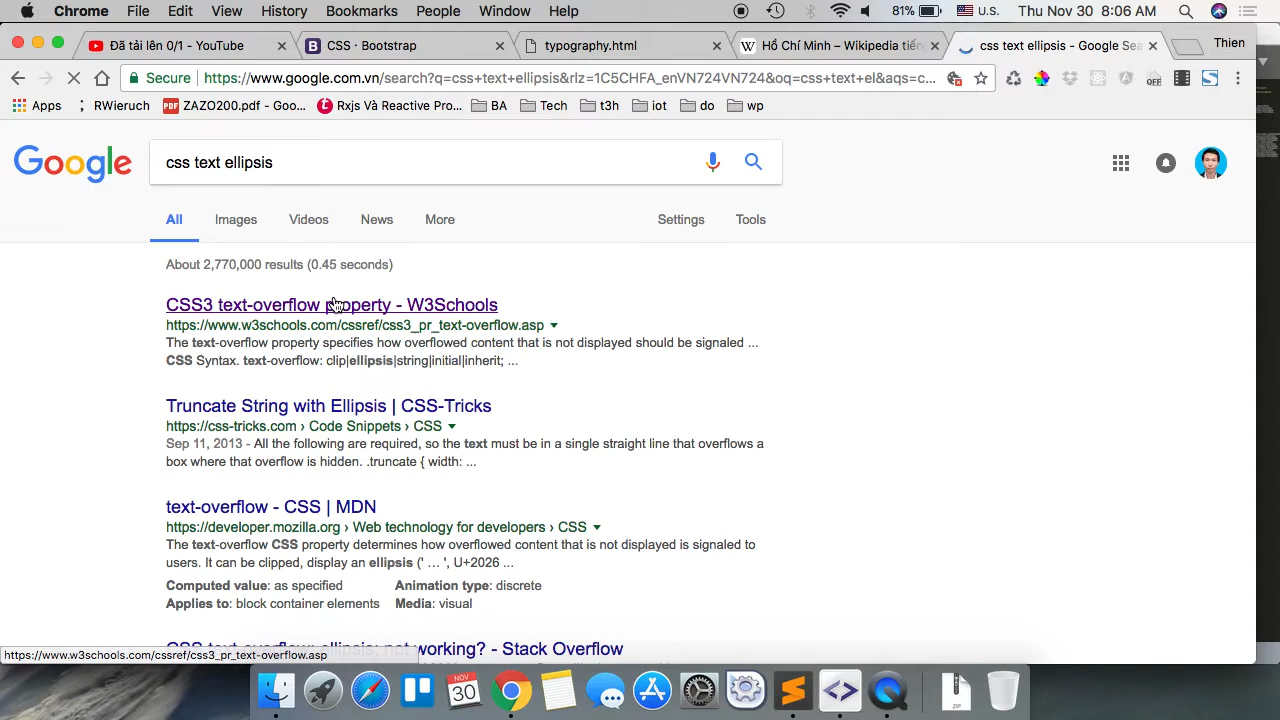 Chrome File Edit View History Bookmarks People Window Help 81% U.S. Thu Nov 30 8:06 AM
Đã tải lên 0/1 - YouTube CSS · Bootstrap typography.html Hồ Chí Minh – Wikipedia tiến css text ellipsis - Google Sea Thien
Secure https://www.google.com.vn/search?q=css+text+ellipsis&rlz=1C5CHFA_enVN724VN724&oq=css+text+el&aqs=c...
Apps RWieruch ZAZO200.pdf - Goo... Rxjs Và Reactive Pro... BA Tech t3h iot do wp
Google css text ellipsis
All Images Videos News More Settings Tools
About 2,770,000 results (0.45 seconds)
CSS3 text-overflow property - W3Schools
https://www.w3schools.com/cssref/css3_pr_text-overflow.asp
The text-overflow property specifies how overflowed content that is not displayed should be signaled ...
CSS Syntax. text-overflow: clip|ellipsis|string|initial|inherit; ...
Truncate String with Ellipsis | CSS-Tricks
https://css-tricks.com › Code Snippets › CSS
Sep 11, 2013 - All the following are required, so the text must be in a single straight line that overflows a
box where that overflow is hidden. .truncate { width: ...
text-overflow - CSS | MDN
https://developer.mozilla.org › Web technology for developers › CSS
The text-overflow CSS property determines how overflowed content that is not displayed is signaled to
users. It can be clipped, display an ellipsis (' … ', U+2026 ...
Computed value: as specified Animation type: discrete
Applies to: block container elements Media: visual
CSS text-overflow: ellipsis; not working? - Stack Overflow
https://www.w3schools.com/cssref/css3_pr_text-overflow.asp
NOV
30
ZIP